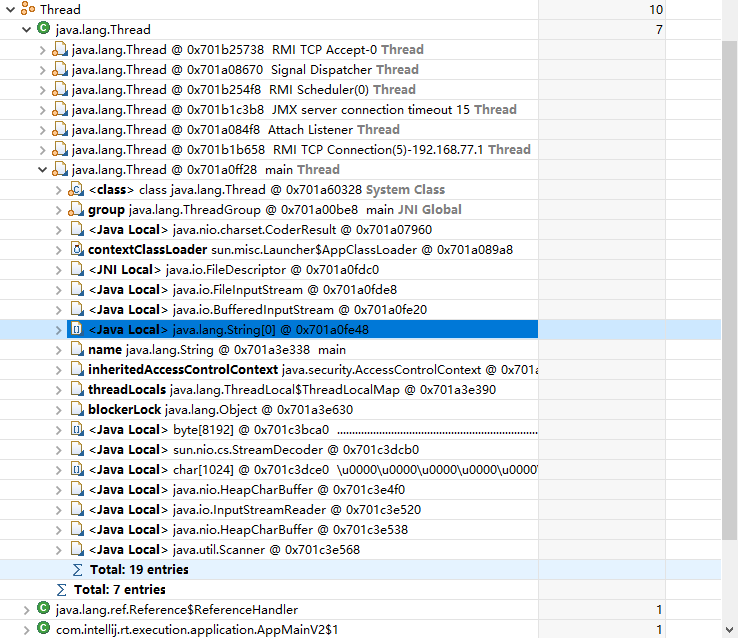 Thread 10
java.lang.Thread 7
java.lang.Thread @ 0x701b25738 RMI TCP Accept-0 Thread
java.lang.Thread @ 0x701a08670 Signal Dispatcher Thread
java.lang.Thread @ 0x701b254f8 RMI Scheduler(0) Thread
java.lang.Thread @ 0x701b1c3b8 JMX server connection timeout 15 Thread
java.lang.Thread @ 0x701a084f8 Attach Listener Thread
java.lang.Thread @ 0x701b1b658 RMI TCP Connection(5)-192.168.77.1 Thread
java.lang.Thread @ 0x701a0ff28 main Thread
<class> class java.lang.Thread @ 0x701a60328 System Class
group java.lang.ThreadGroup @ 0x701a00be8 main JNI Global
<Java Local> java.nio.charset.CoderResult @ 0x701a07960
contextClassLoader sun.misc.Launcher$AppClassLoader @ 0x701a089a8
<JNI Local> java.io.FileDescriptor @ 0x701a0fdc0
<Java Local> java.io.FileInputStream @ 0x701a0fde8
<Java Local> java.io.BufferedInputStream @ 0x701a0fe20
<Java Local> java.lang.String[0] @ 0x701a0fe48
name java.lang.String @ 0x701a3e338 main
inheritedAccessControlContext java.security.AccessControlContext @ 0x701a
threadLocals java.lang.ThreadLocal$ThreadLocalMap @ 0x701a3e390
blockerLock java.lang.Object @ 0x701a3e630
<Java Local> byte[8192] @ 0x701c3bca0 ................................................................
<Java Local> sun.nio.cs.StreamDecoder @ 0x701c3dcb0
<Java Local> char[1024] @ 0x701c3dce0 \u0000\u0000\u0000\u0000\u0000\
<Java Local> java.nio.HeapCharBuffer @ 0x701c3e4f0
<Java Local> java.io.InputStreamReader @ 0x701c3e520
<Java Local> java.nio.HeapCharBuffer @ 0x701c3e538
<Java Local> java.util.Scanner @ 0x701c3e568
Σ Total: 19 entries
Σ Total: 7 entries
java.lang.ref.Reference$ReferenceHandler 1
com.intellij.rt.execution.application.AppMainV2$1 1